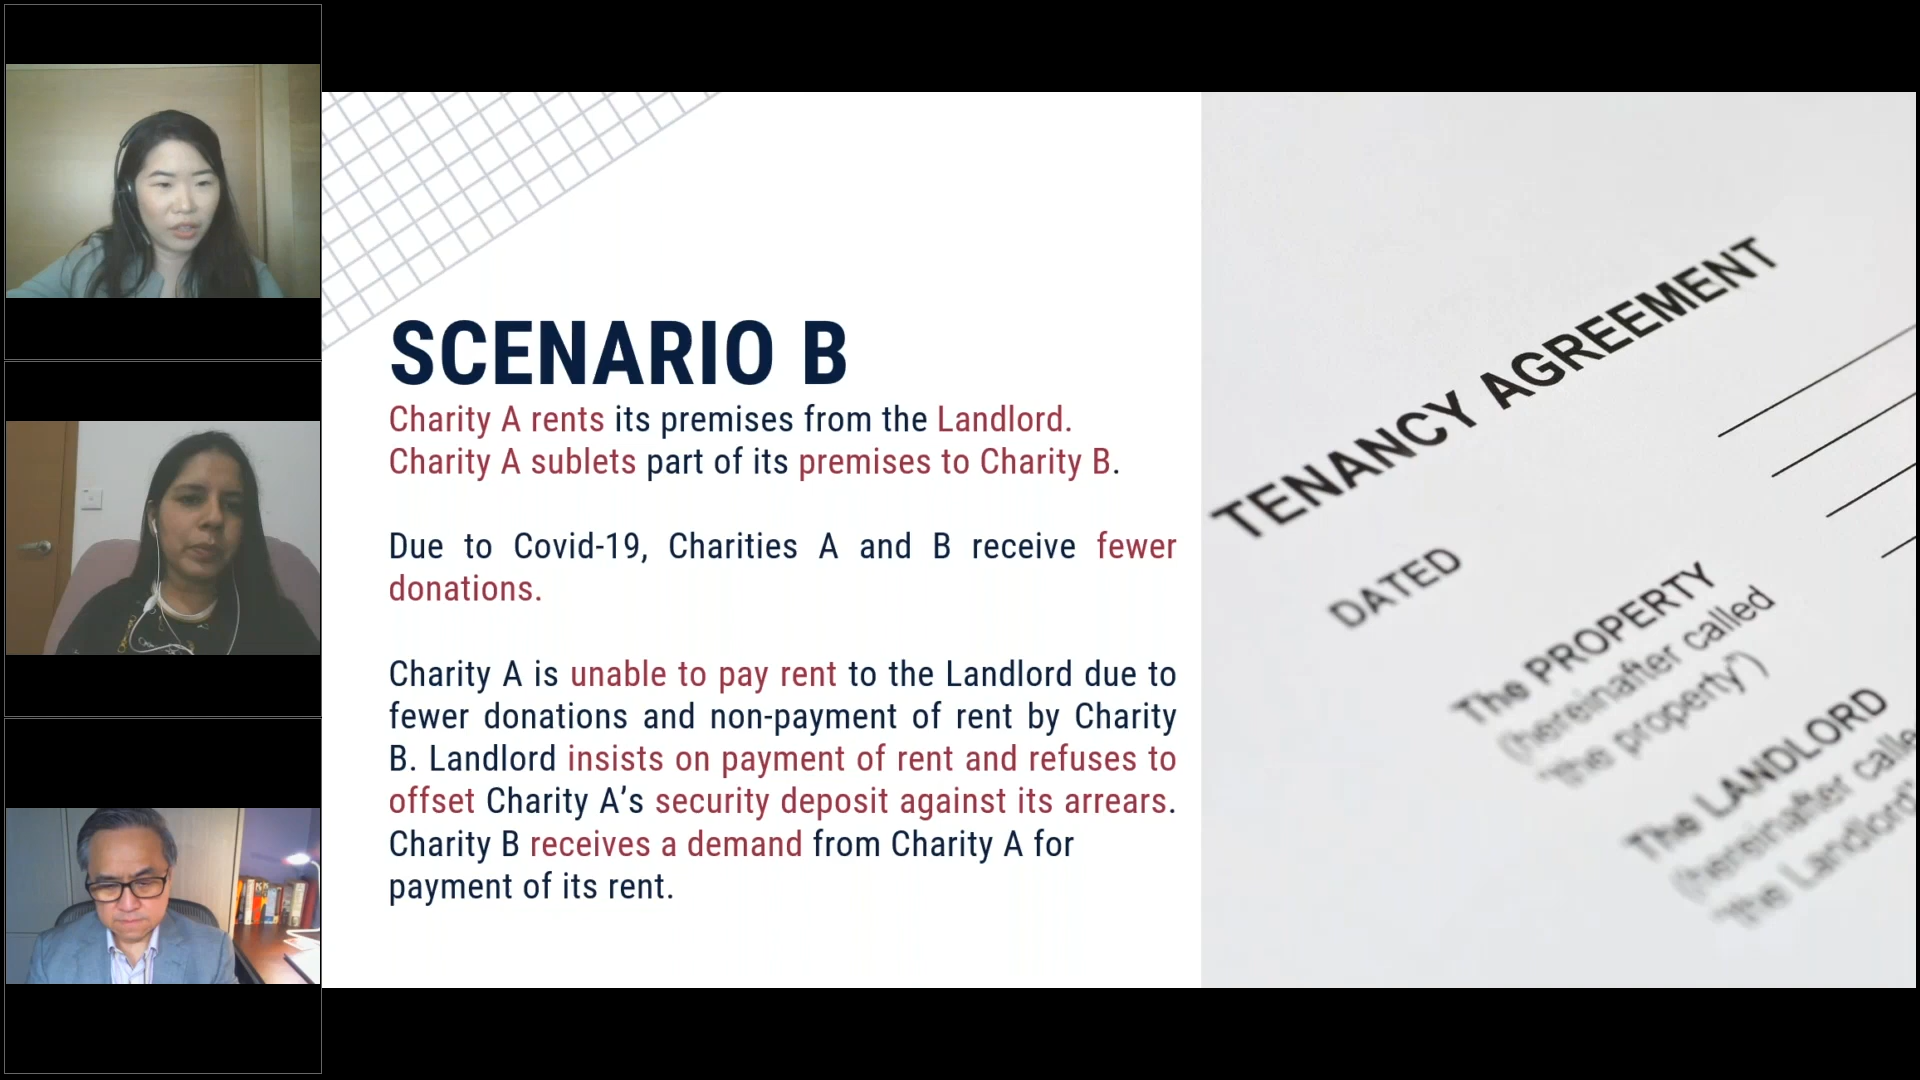 SCENARIO B
Charity A rents its premises from the Landlord.
Charity A sublets part of its premises to Charity B.
Due to Covid-19, Charities A and B receive fewer
donations.
Charity A is unable to pay rent to the Landlord due to
fewer donations and non-payment of rent by Charity
B. Landlord insists on payment of rent and refuses to
offset Charity A’s security deposit against its arrears.
Charity B receives a demand from Charity A for
payment of its rent.
TENANCY AGREEMENT
DATED
The PROPERTY
(hereinafter called
"the property")
The LANDLORD
(hereinafter calle
"the Landlord"